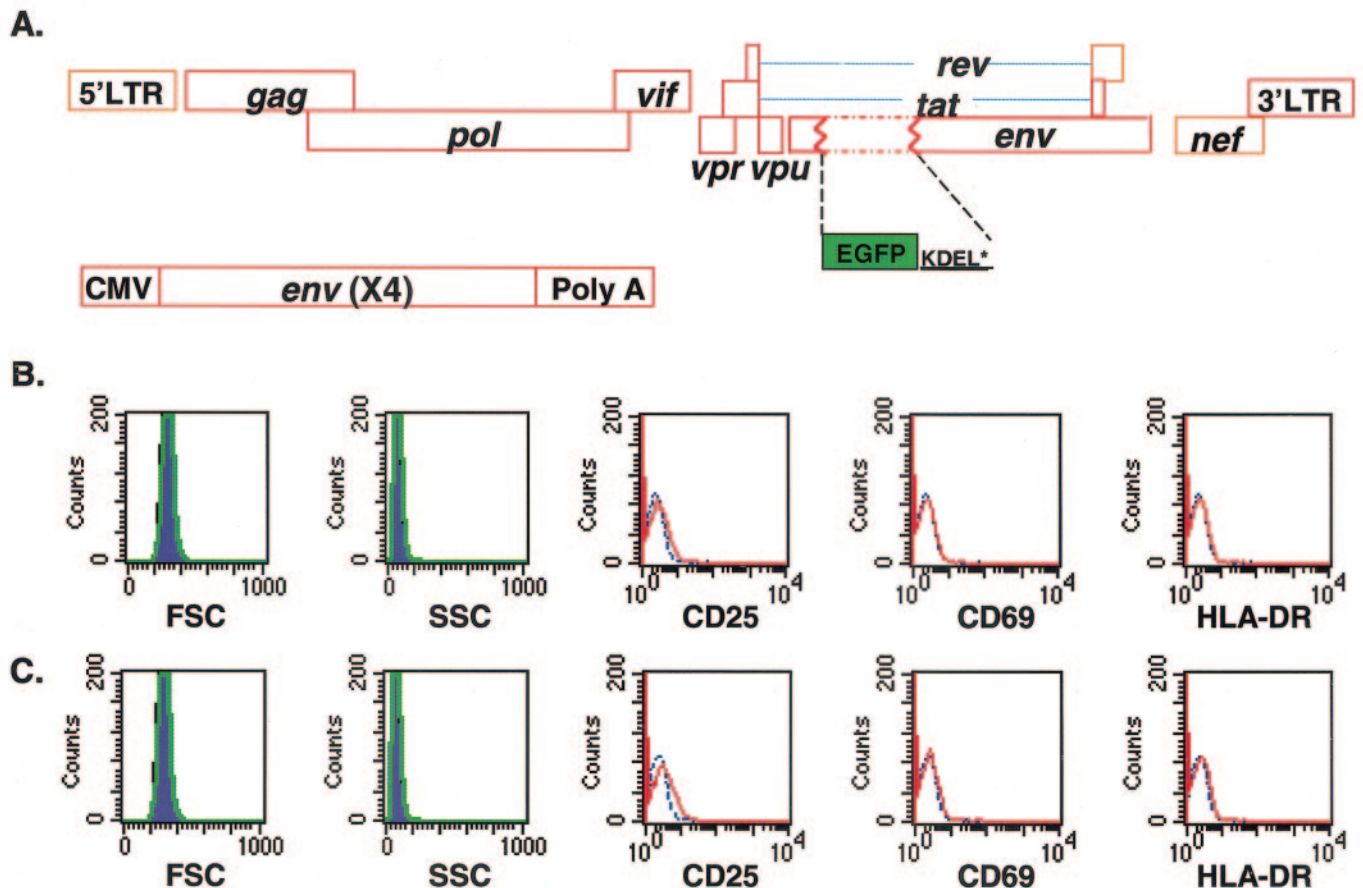 A.
5'LTR gag pol vif vpr vpu rev tat env nef 3'LTR
EGFP KDEL*
CMV env (X4) Poly A
B.
Counts 200 0 0 1000 FSC
Counts 200 0 0 1000 SSC
Counts 200 0 10^0 10^4 CD25
Counts 200 0 10^0 10^4 CD69
Counts 200 0 10^0 10^4 HLA-DR
C.
Counts 200 0 0 1000 FSC
Counts 200 0 0 1000 SSC
Counts 200 0 10^0 10^4 CD25
Counts 200 0 10^0 10^4 CD69
Counts 200 0 10^0 10^4 HLA-DR